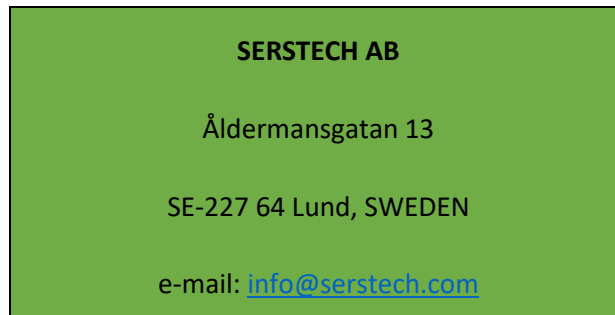 SERSTECH AB
Åldermansgatan 13
SE-227 64 Lund, SWEDEN
e-mail: info@serstech.com